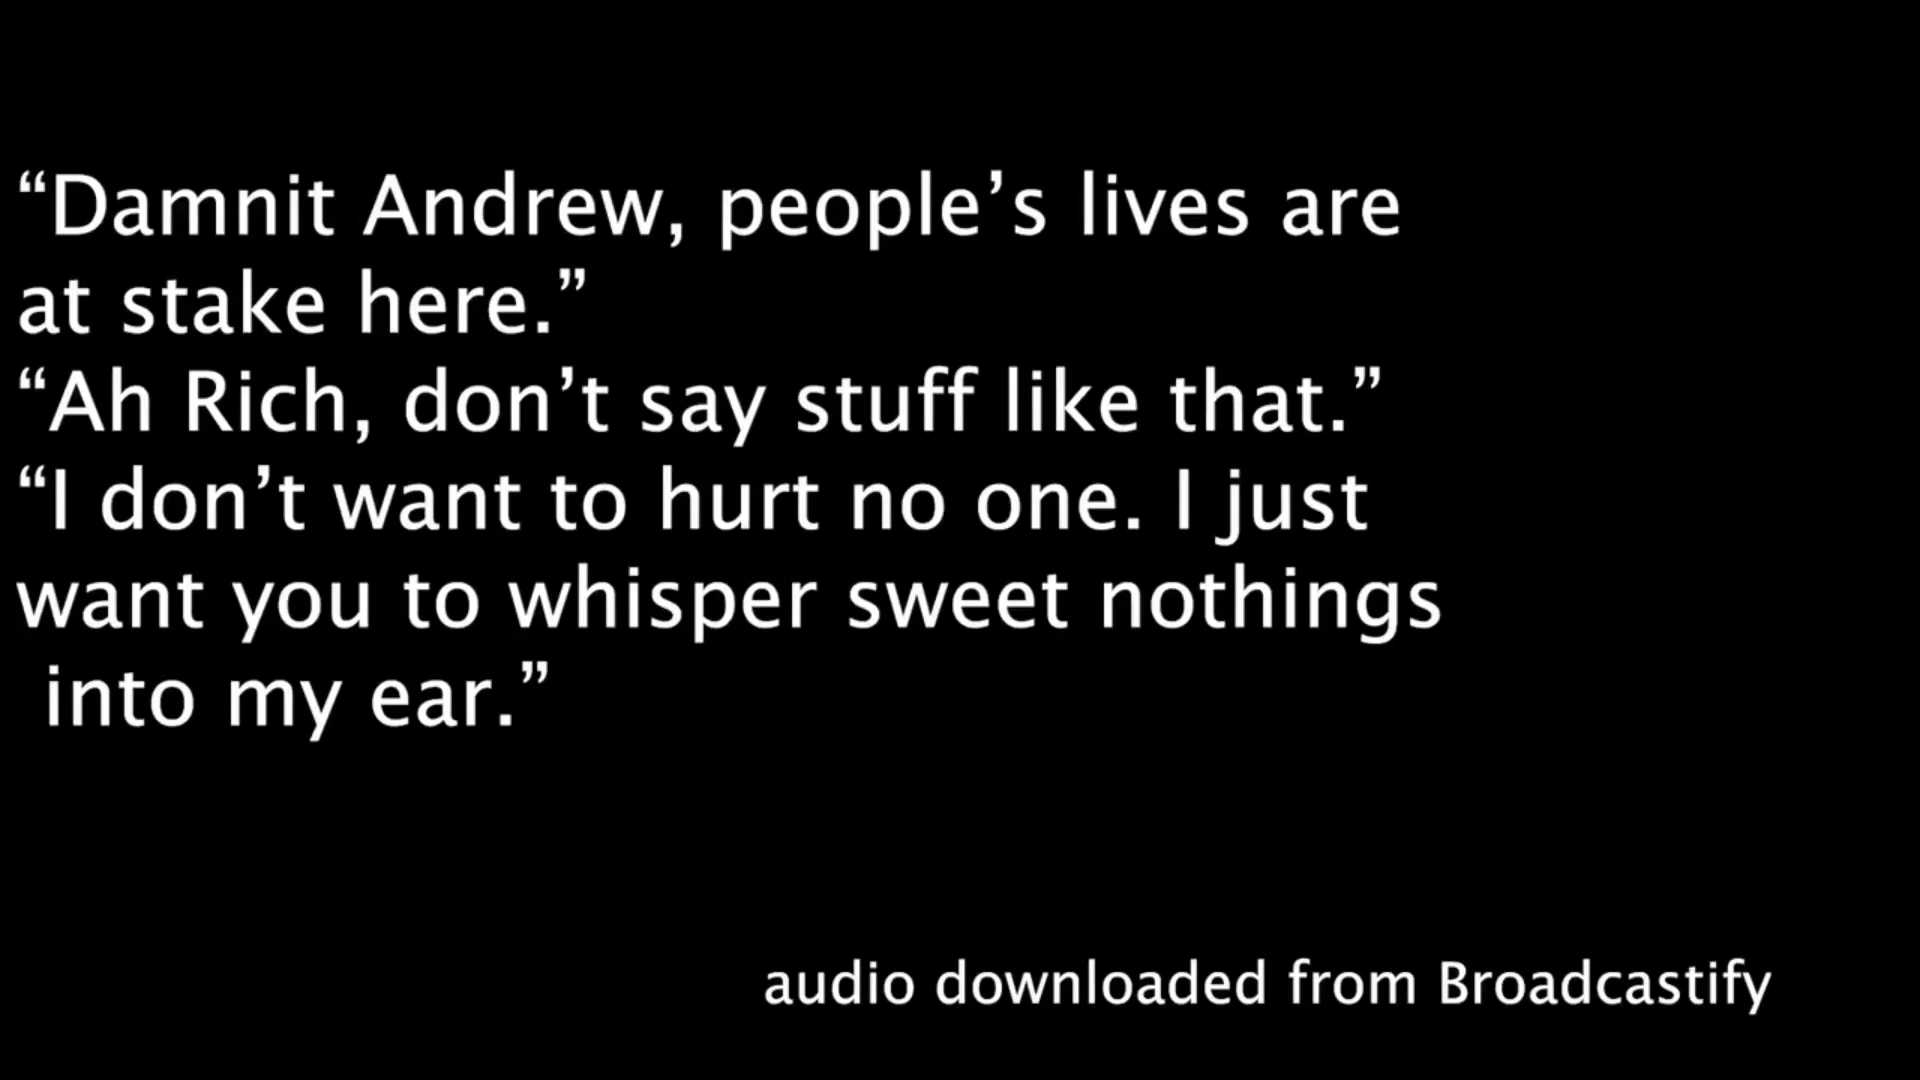 “Damnit Andrew, people’s lives are
at stake here.”
“Ah Rich, don’t say stuff like that.”
“I don’t want to hurt no one. I just
want you to whisper sweet nothings
into my ear.”
audio downloaded from Broadcastify